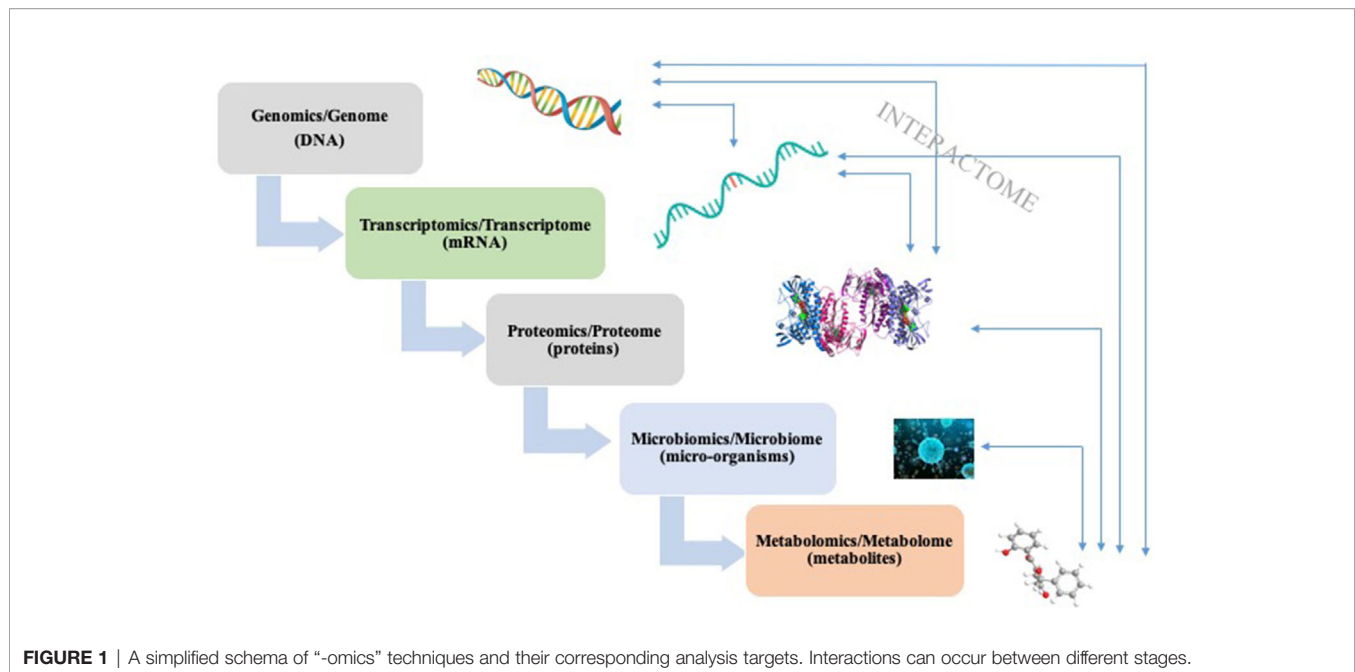 Genomics/Genome
(DNA)
INTERACTOME
Transcriptomics/Transcriptome
(mRNA)
Proteomics/Proteome
(proteins)
Microbiomics/Microbiome
(micro-organisms)
Metabolomics/Metabolome
(metabolites)
FIGURE 1 | A simplified schema of “-omics” techniques and their corresponding analysis targets. Interactions can occur between different stages.